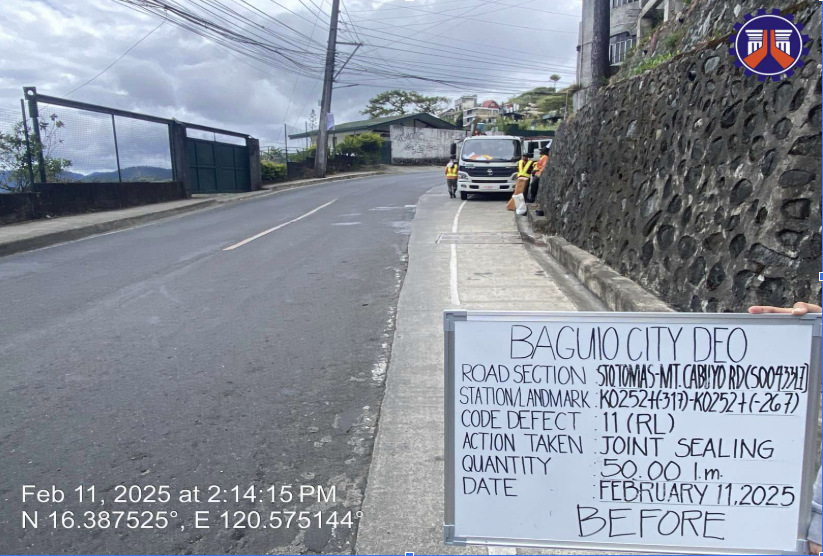 BAGUIO CITY DEO
ROAD SECTION : STO.TOMAS-MT. CABUYO RD(S00433LZ)
STATION/LANDMARK : K0252+(-317)-K0252+(-267)
CODE DEFECT : 11 (RL)
ACTION TAKEN : JOINT SEALING
QUANTITY : 50.00 l.m.
DATE : FEBRUARY 11,2025
BEFORE
Feb 11, 2025 at 2:14:15 PM
N 16.387525°, E 120.575144°